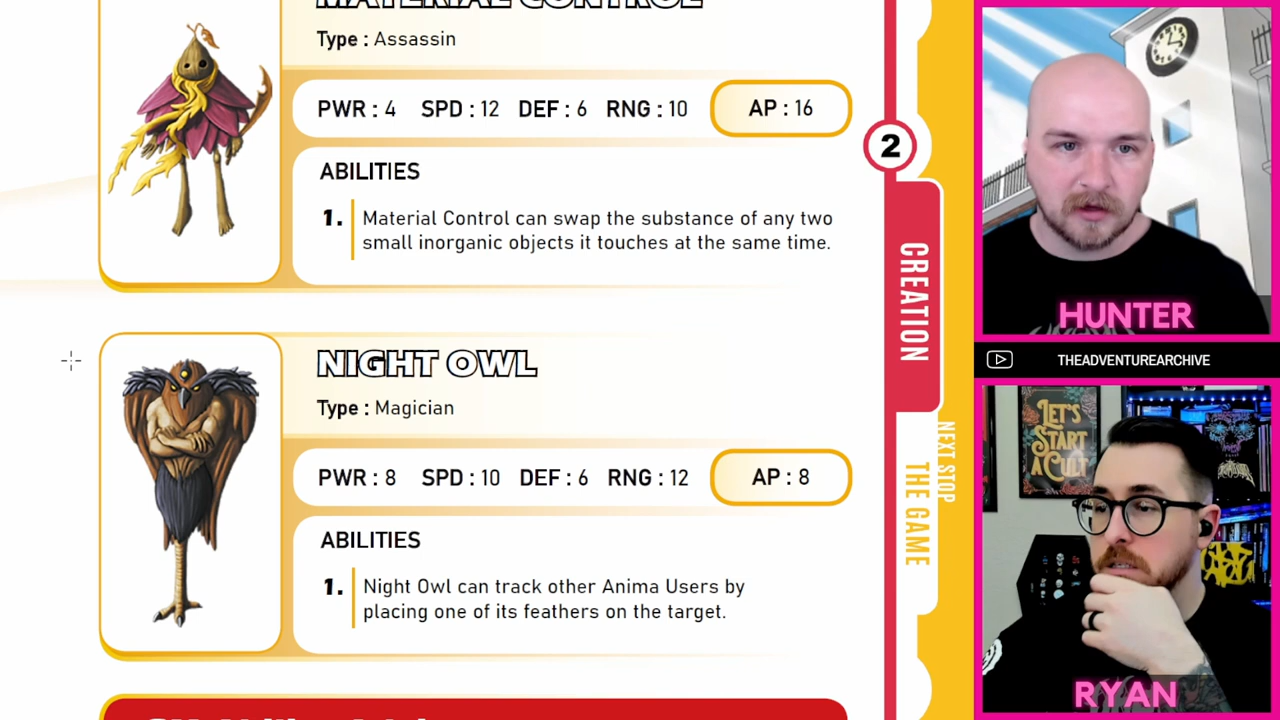 MATERIAL CONTROL
Type : Assassin
PWR : 4 SPD : 12 DEF : 6 RNG : 10 AP : 16
ABILITIES
1. Material Control can swap the substance of any two
small inorganic objects it touches at the same time.
NIGHT OWL
Type : Magician
PWR : 8 SPD : 10 DEF : 6 RNG : 12 AP : 8
ABILITIES
1. Night Owl can track other Anima Users by
placing one of its feathers on the target.
2
CREATION
NEXT STOP
THE GAME
HUNTER
THEADVENTUREARCHIVE
LET'S
START
A CULT
RYAN